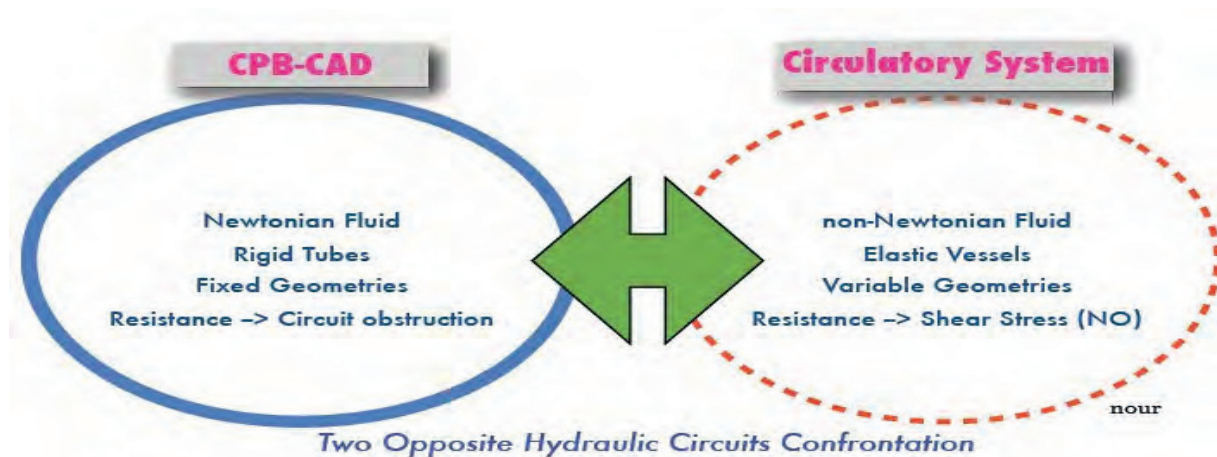 CPB-CAD
Newtonian Fluid
Rigid Tubes
Fixed Geometries
Resistance –> Circuit obstruction
Circulatory System
non-Newtonian Fluid
Elastic Vessels
Variable Geometries
Resistance –> Shear Stress (NO)
nour
Two Opposite Hydraulic Circuits Confrontation